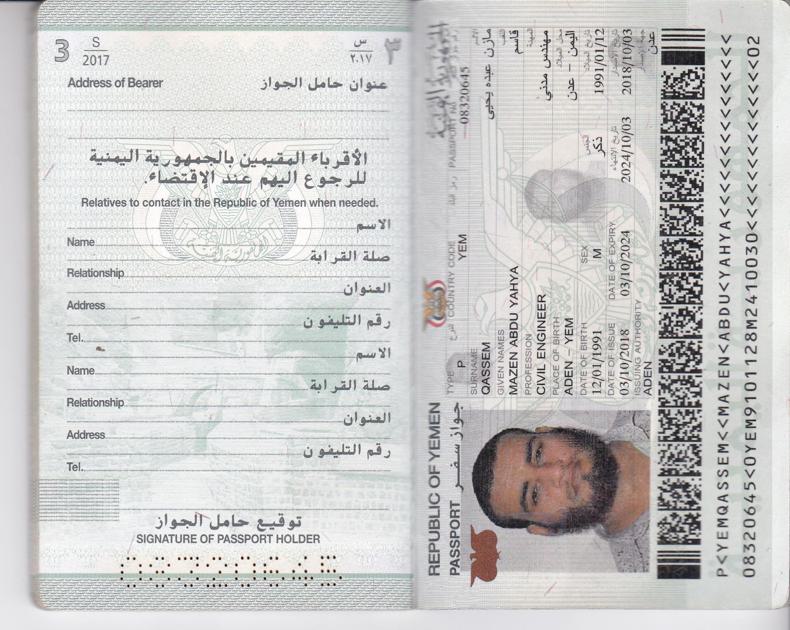 3
S
2017
Address of Bearer
عنوان حامل الجواز
س
٢٠١٧
٣
الأقرباء المقيمين بالجمهورية اليمنية
للرجوع اليهم عند الإقتضاء.
Relatives to contact in the Republic of Yemen when needed.
Name الاسم
Relationship صلة القرابة
Address العنوان
Tel. رقم التليفون
Name الاسم
Relationship صلة القرابة
Address العنوان
Tel. رقم التليفون
توقيع حامل الجواز
SIGNATURE OF PASSPORT HOLDER
REPUBLIC OF YEMEN
الجمهورية اليمنية
PASSPORT جواز سفر
TYPE النوع COUNTRY CODE رمز البلد PASSPORT No
P YEM 08320645
SURNAME
QASSEM مازن عبده يحيى
GIVEN NAMES اللقب
MAZEN ABDU YAHYA قاسم
PROFESSION المهنة
CIVIL ENGINEER مهندس مدني
PLACE OF BIRTH محل الميلاد
ADEN - YEM اليمن - عدن
DATE OF BIRTH SEX الجنس تاريخ الميلاد
12/01/1991 M ذكر 1991/01/12
DATE OF ISSUE DATE OF EXPIRY تاريخ الانتهاء تاريخ الإصدار
03/10/2018 03/10/2024 2024/10/03 2018/10/03
ISSUING AUTHORITY
ADEN عدن
P<YEMQASSEM<<MAZEN<ABDU<YAHYA<<<<<<<<<<<<<<<
08320645<0YEM9101128M2410030<<<<<<<<<<<<<<02